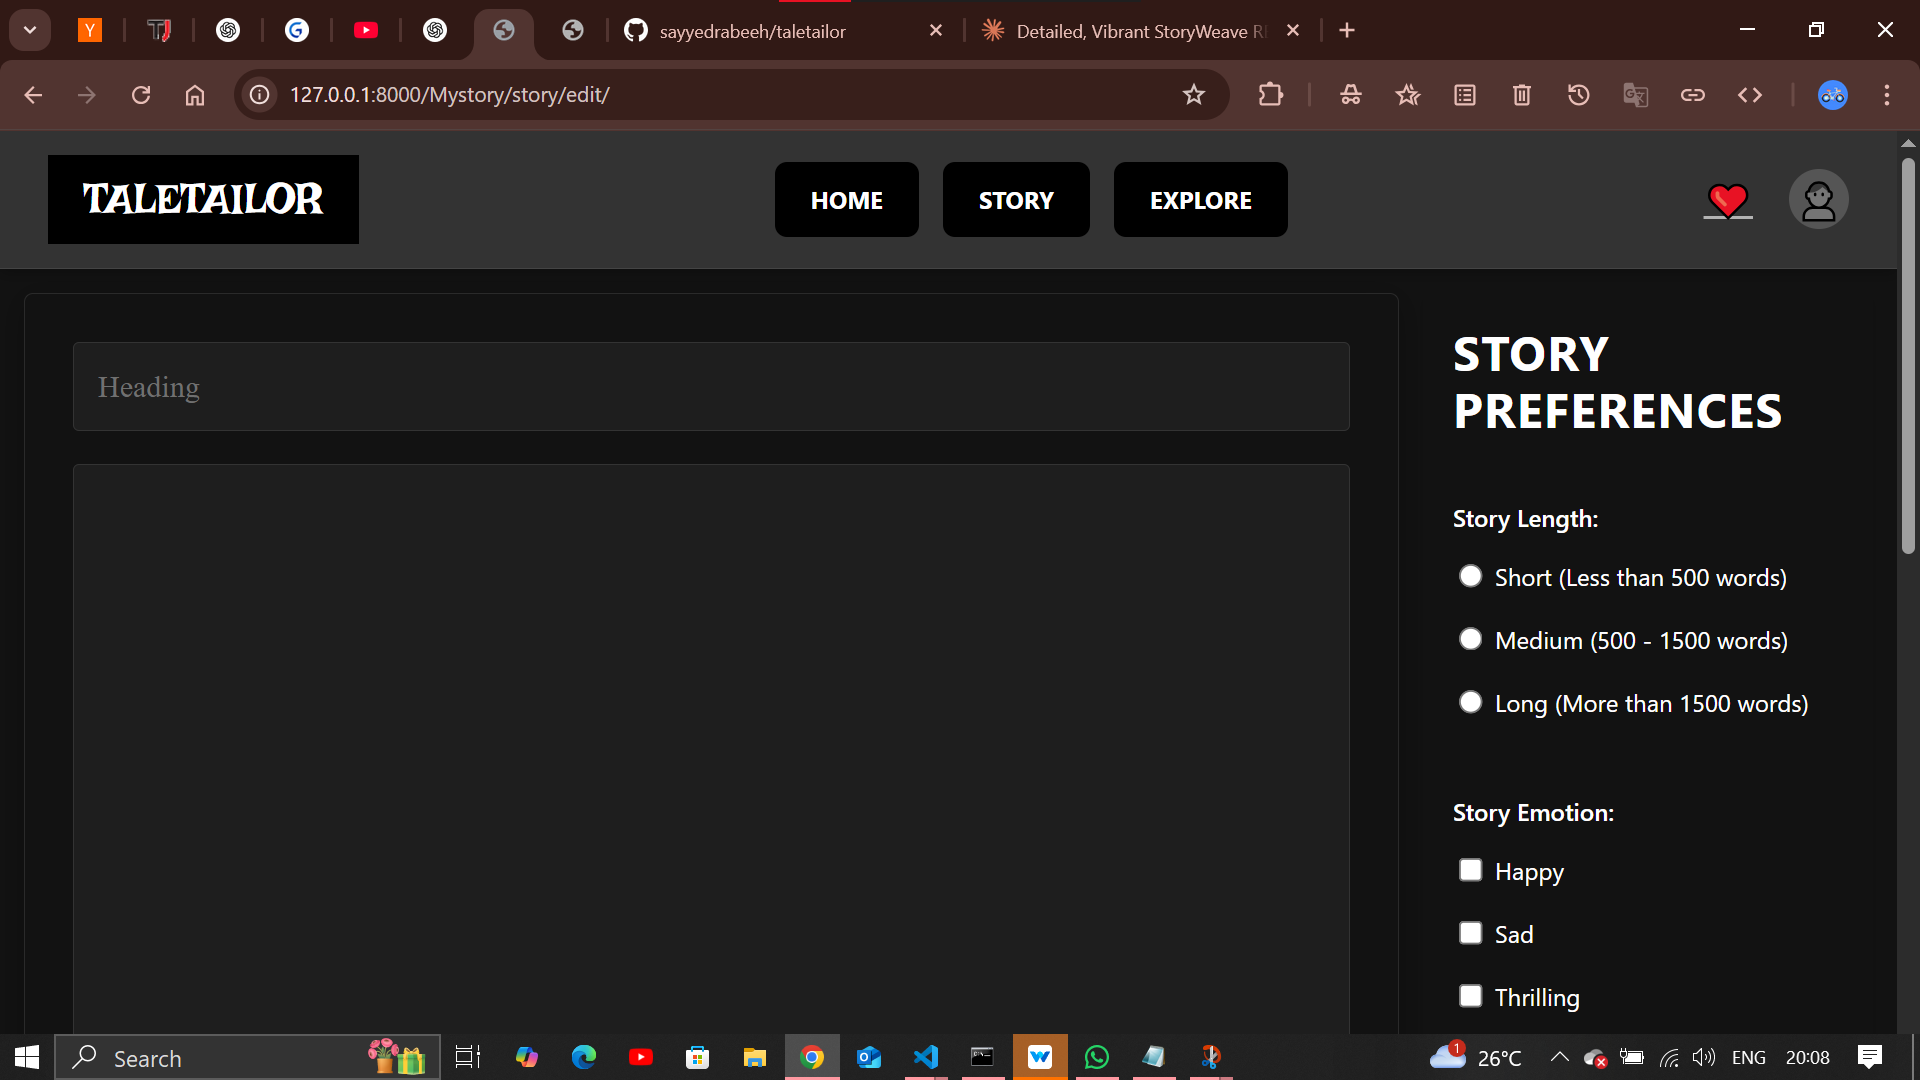 sayyedrabeeh/taletailor
Detailed, Vibrant StoryWeave
127.0.0.1:8000/Mystory/story/edit/
TALETAILOR
HOME
STORY
EXPLORE
Heading
STORY
PREFERENCES
Story Length:
Short (Less than 500 words)
Medium (500 - 1500 words)
Long (More than 1500 words)
Story Emotion:
Happy
Sad
Thrilling
Search
1
26°C
ENG
20:08